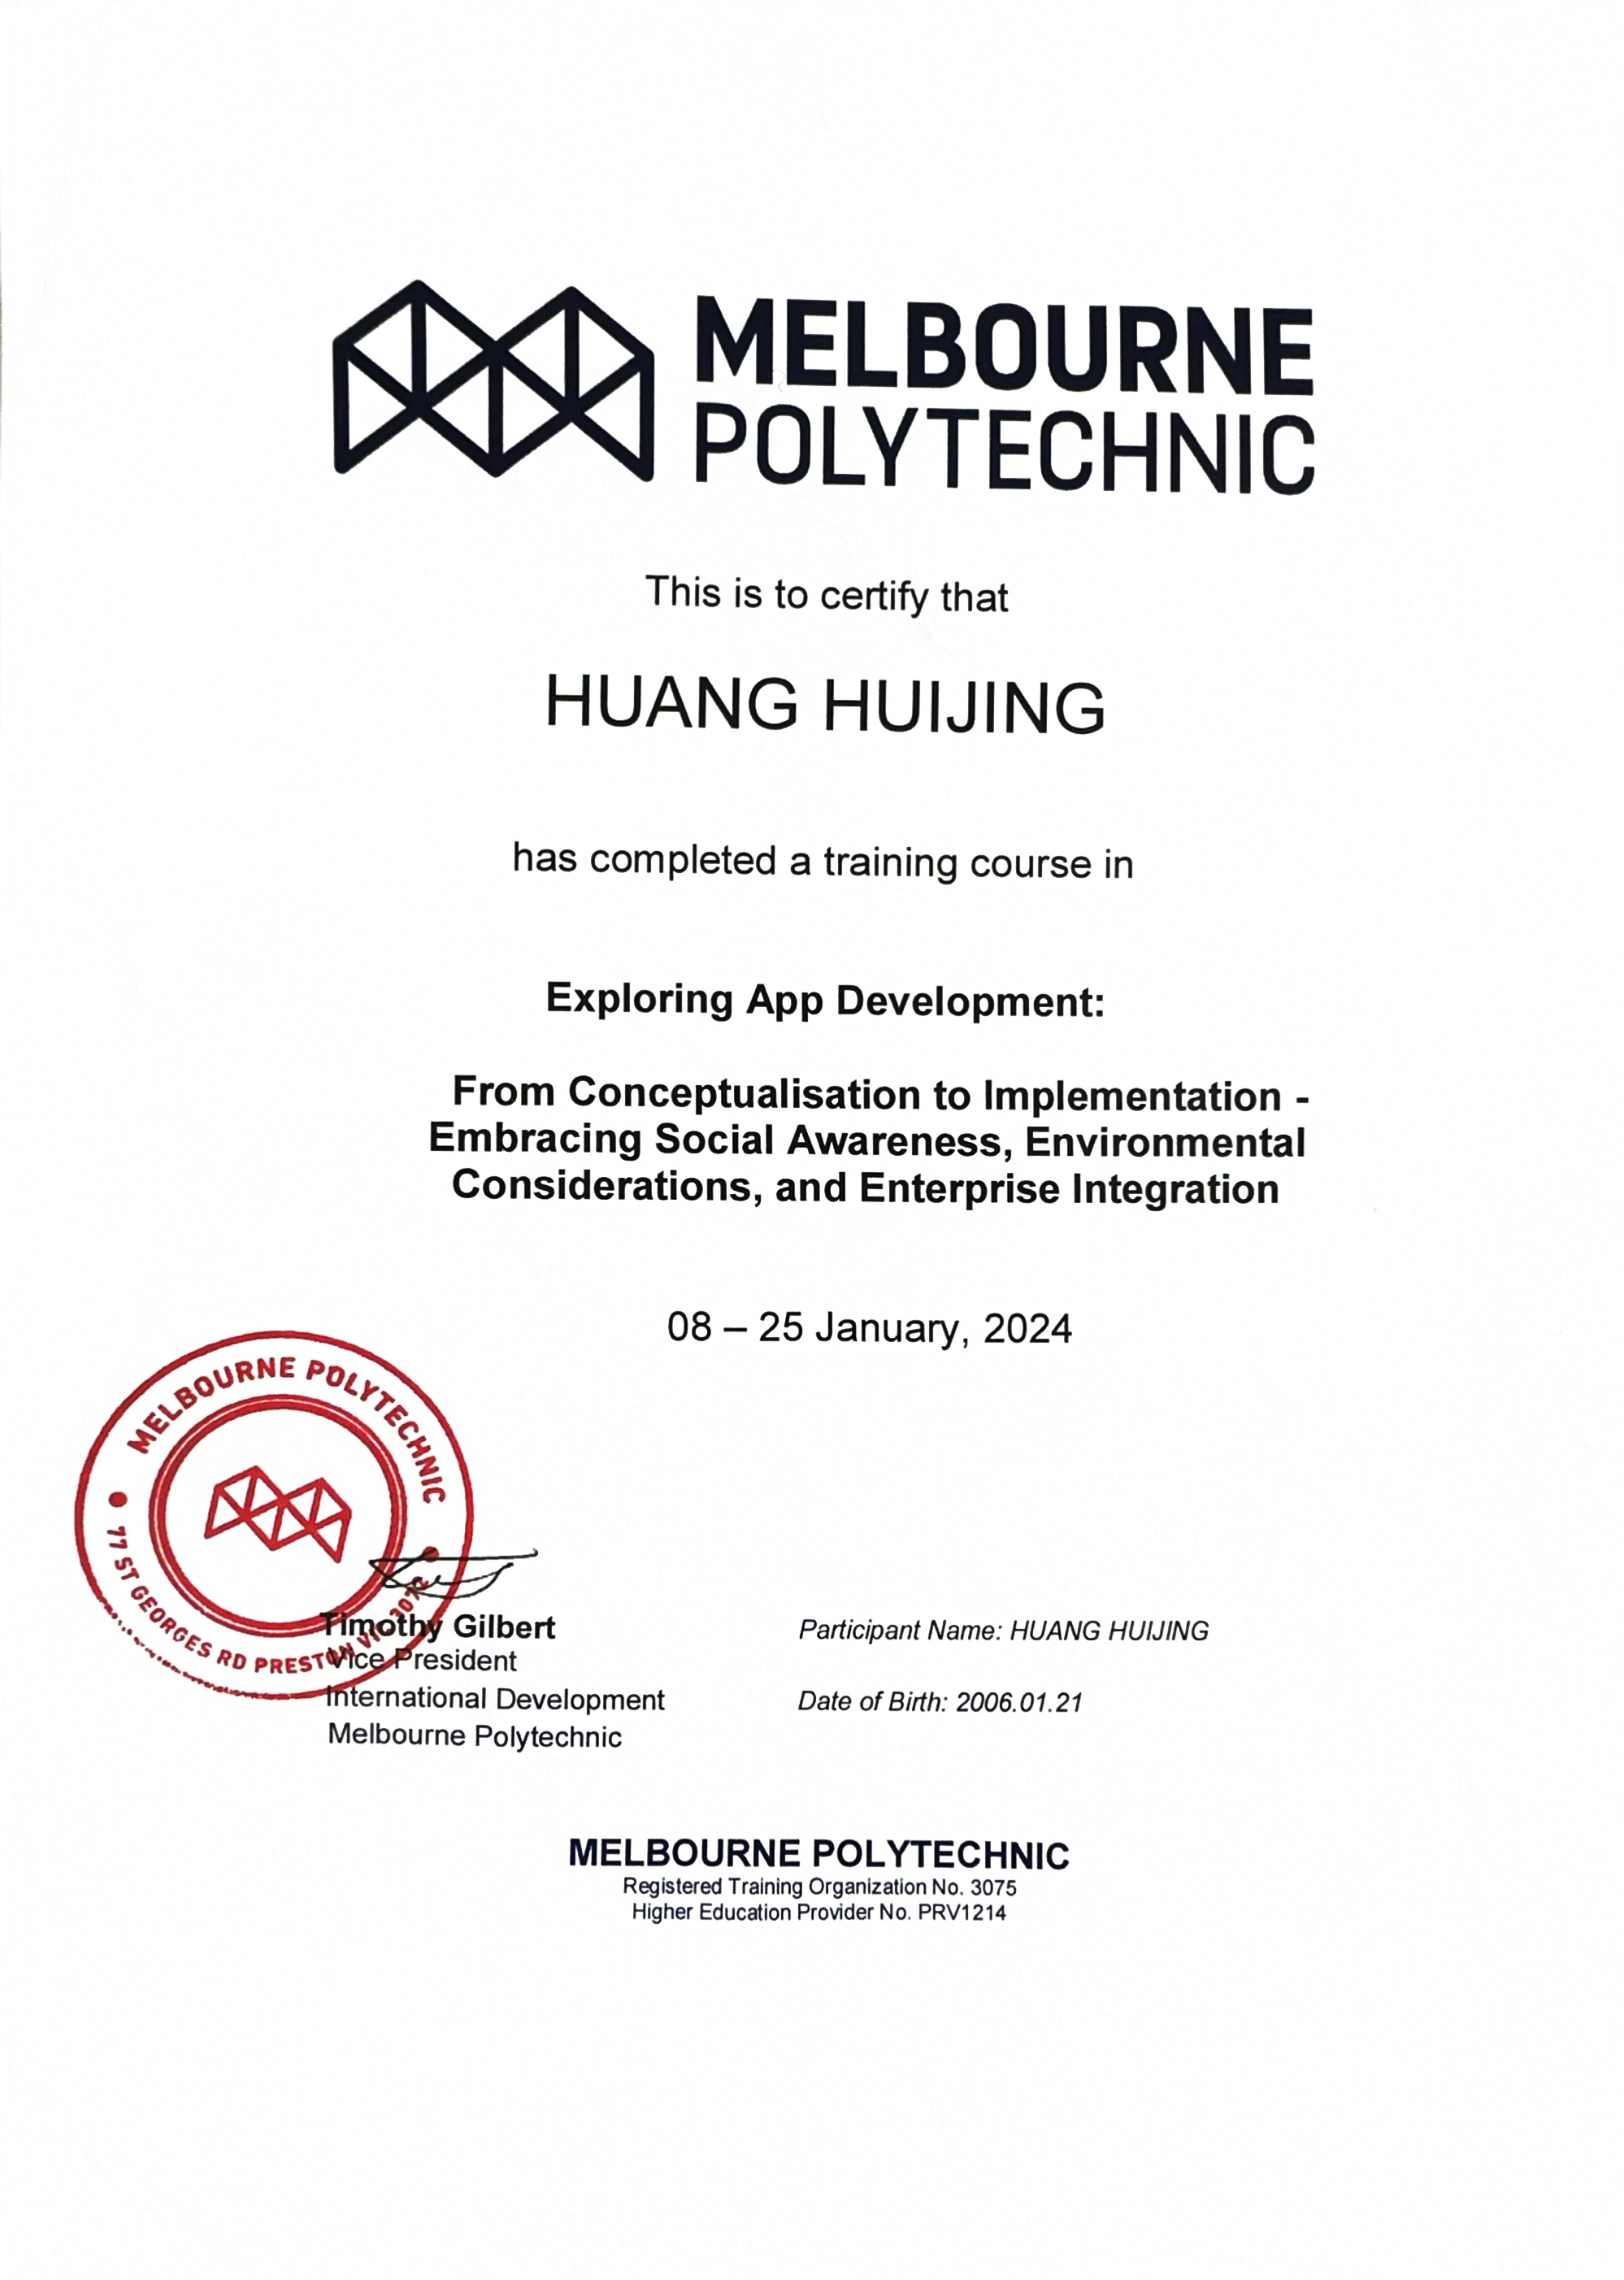 MELBOURNE
POLYTECHNIC
This is to certify that
HUANG HUIJING
has completed a training course in
Exploring App Development:
From Conceptualisation to Implementation -
Embracing Social Awareness, Environmental
Considerations, and Enterprise Integration
08 – 25 January, 2024
MELBOURNE POLYTECHNIC
77 ST GEORGES RD PRESTON VIC 3072
Timothy Gilbert
Vice President
International Development
Melbourne Polytechnic
Participant Name: HUANG HUIJING
Date of Birth: 2006.01.21
MELBOURNE POLYTECHNIC
Registered Training Organization No. 3075
Higher Education Provider No. PRV1214